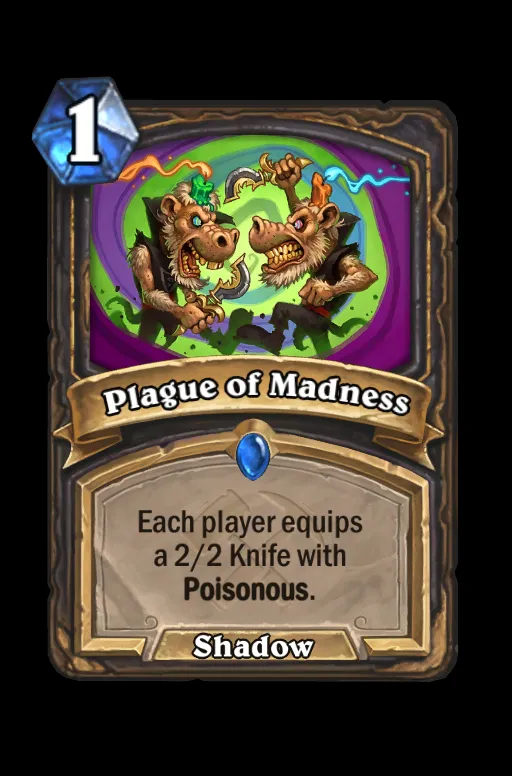 1
Plague of Madness
Each player equips
a 2/2 Knife with
Poisonous.
Shadow